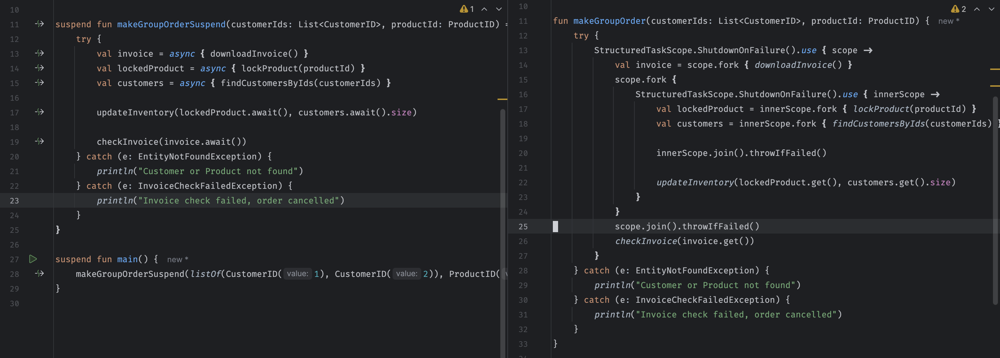 1
10
11 suspend fun makeGroupOrderSuspend(customerIds: List<CustomerID>, productId: ProductID) =
12 try {
13 val invoice = async { downloadInvoice() }
14 val lockedProduct = async { lockProduct(productId) }
15 val customers = async { findCustomersByIds(customerIds) }
16
17 updateInventory(lockedProduct.await(), customers.await().size)
18
19 checkInvoice(invoice.await())
20 } catch (e: EntityNotFoundException) {
21 println("Customer or Product not found")
22 } catch (e: InvoiceCheckFailedException) {
23 println("Invoice check failed, order cancelled")
24 }
25 }
26
27 suspend fun main() { new *
28 makeGroupOrderSuspend(listOf(CustomerID( value: 1), CustomerID( value: 2)), ProductID(
29 }
30
2
10
11 fun makeGroupOrder(customerIds: List<CustomerID>, productId: ProductID) { new *
12 try {
13 StructuredTaskScope.ShutdownOnFailure().use { scope →
14 val invoice = scope.fork { downloadInvoice() }
15 scope.fork {
16 StructuredTaskScope.ShutdownOnFailure().use { innerScope →
17 val lockedProduct = innerScope.fork { lockProduct(productId) }
18 val customers = innerScope.fork { findCustomersByIds(customerIds) }
19
20 innerScope.join().throwIfFailed()
21
22 updateInventory(lockedProduct.get(), customers.get().size)
23 }
24 }
25 scope.join().throwIfFailed()
26 checkInvoice(invoice.get())
27 }
28 } catch (e: EntityNotFoundException) {
29 println("Customer or Product not found")
30 } catch (e: InvoiceCheckFailedException) {
31 println("Invoice check failed, order cancelled")
32 }
33 }